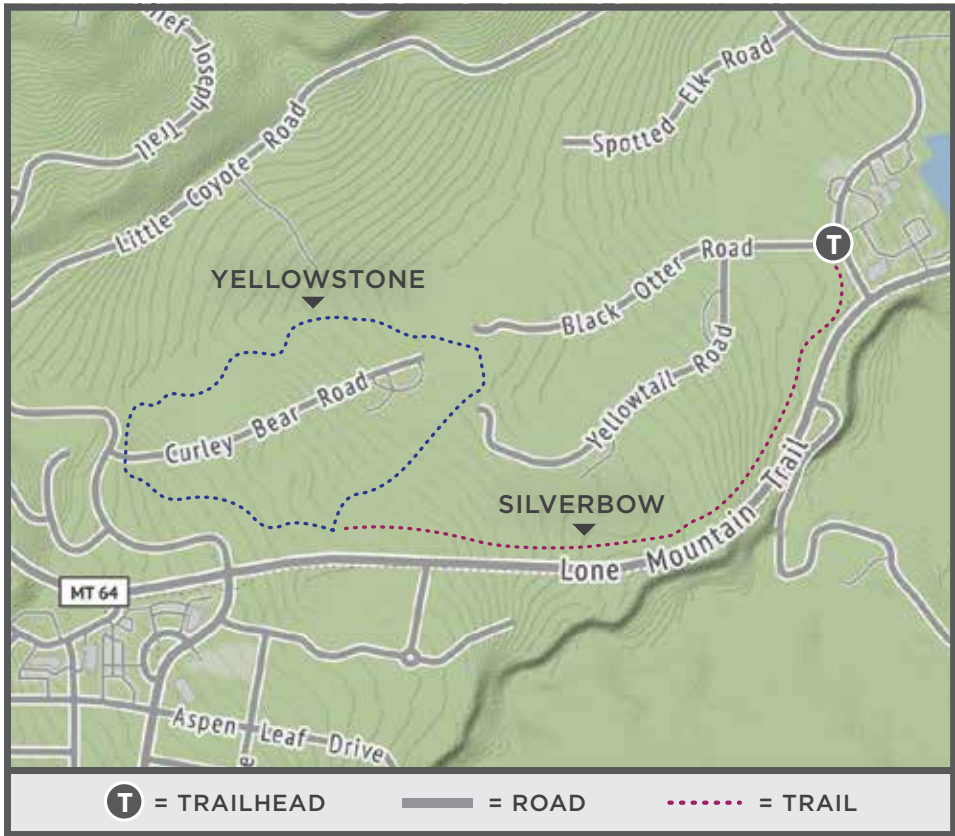 Joseph
Trail
Little Coyote Road
Spotted Elk Road
T
Black Otter Road
YELLOWSTONE
Yellowtail Road
Curley Bear Road
SILVERBOW
Lone Mountain Trail
MT 64
Aspen Leaf Drive
T = TRAILHEAD
= ROAD
= TRAIL